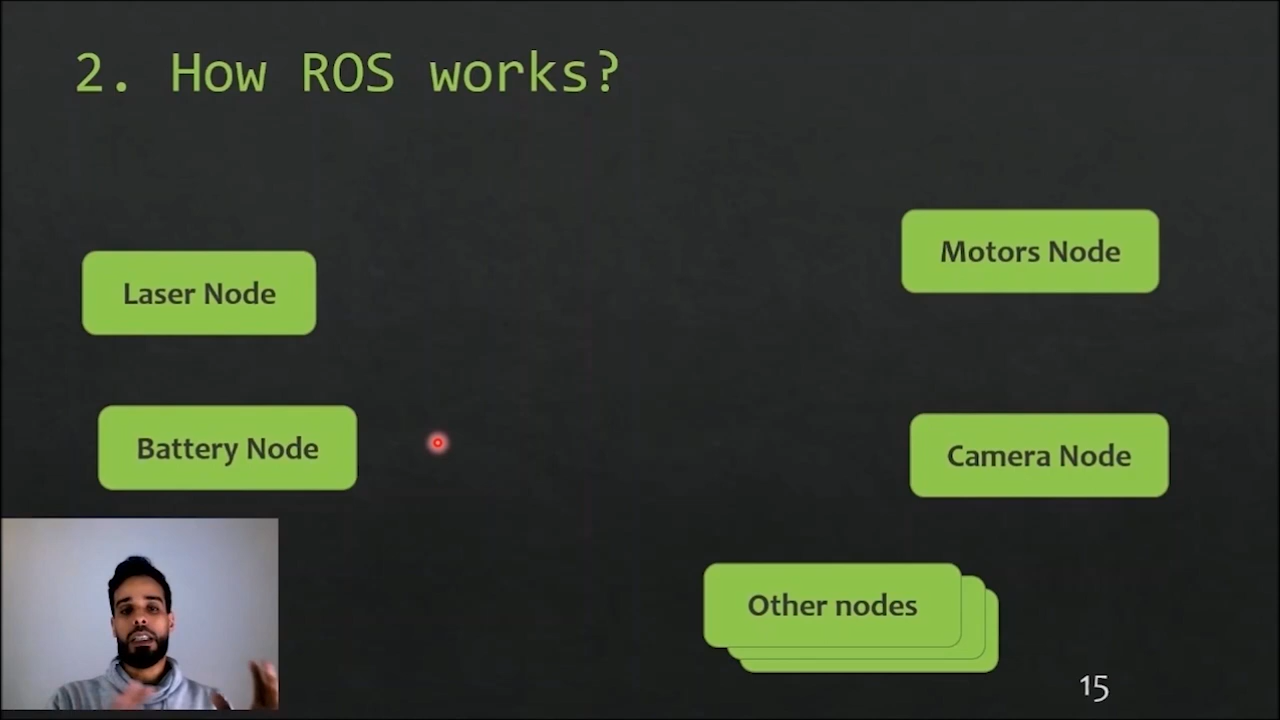 2. How ROS works?
Motors Node
Laser Node
Battery Node
Camera Node
Other nodes
15